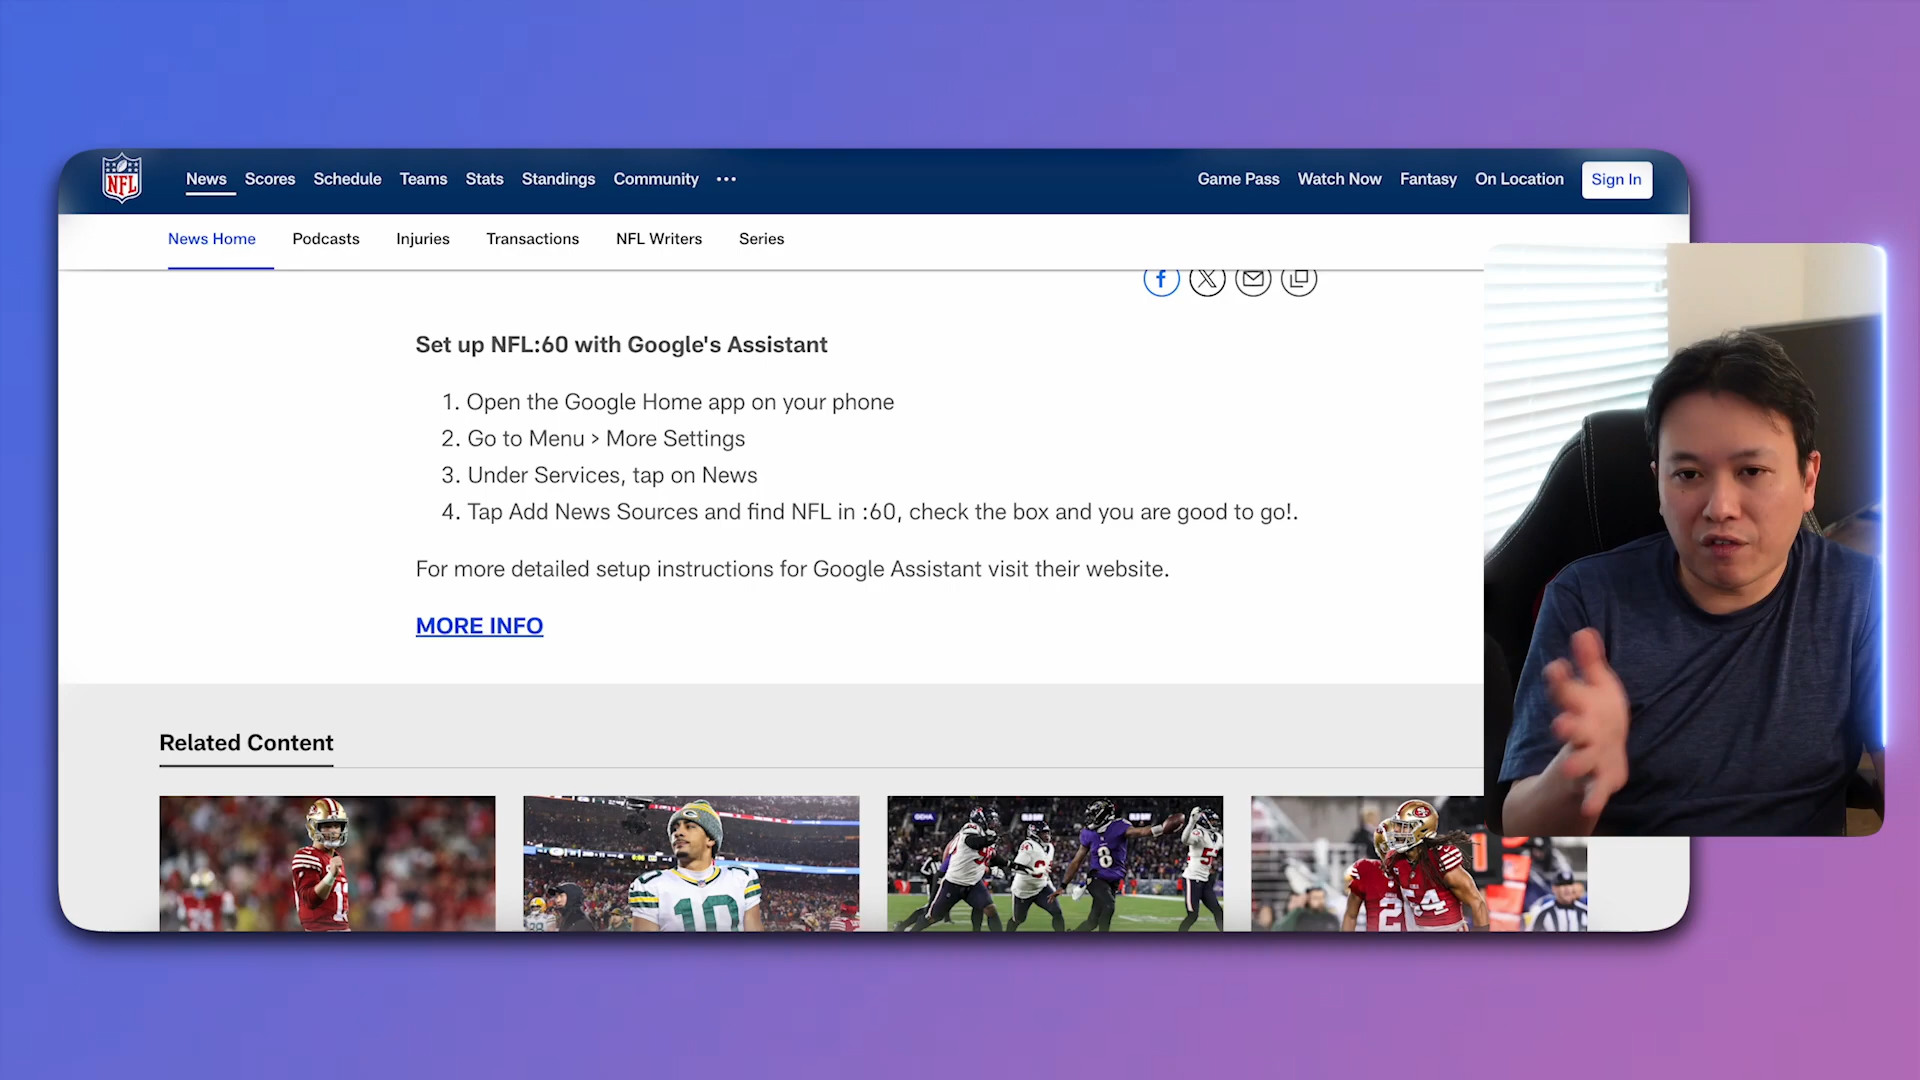 NFL
News Scores Schedule Teams Stats Standings Community ...
Game Pass Watch Now Fantasy On Location Sign In
News Home Podcasts Injuries Transactions NFL Writers Series
Set up NFL:60 with Google's Assistant
1. Open the Google Home app on your phone
2. Go to Menu > More Settings
3. Under Services, tap on News
4. Tap Add News Sources and find NFL in :60, check the box and you are good to go!.
For more detailed setup instructions for Google Assistant visit their website.
MORE INFO
Related Content
10
8
54